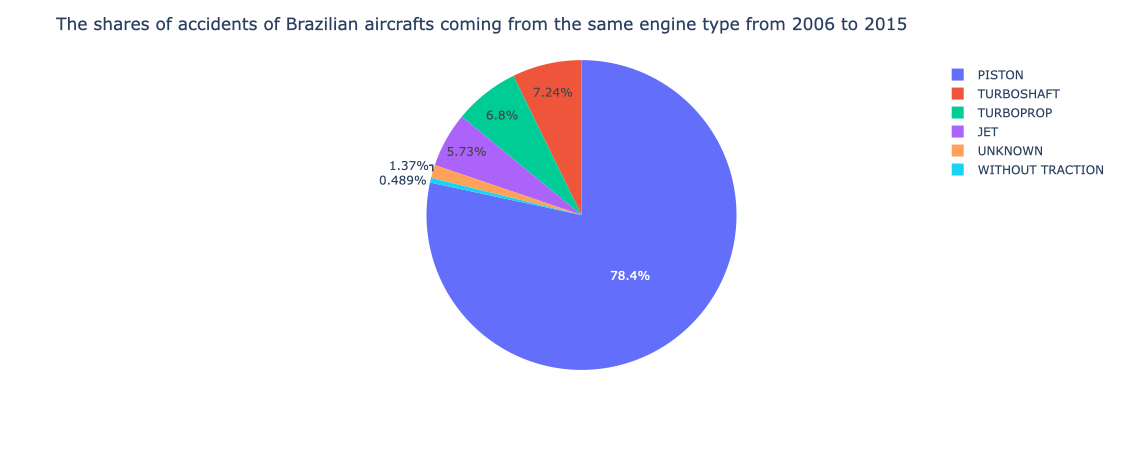 The shares of accidents of Brazilian aircrafts coming from the same engine type from 2006 to 2015
PISTON
TURBOSHAFT
TURBOPROP
JET
UNKNOWN
WITHOUT TRACTION
7.24%
6.8%
5.73%
1.37%
0.489%
78.4%